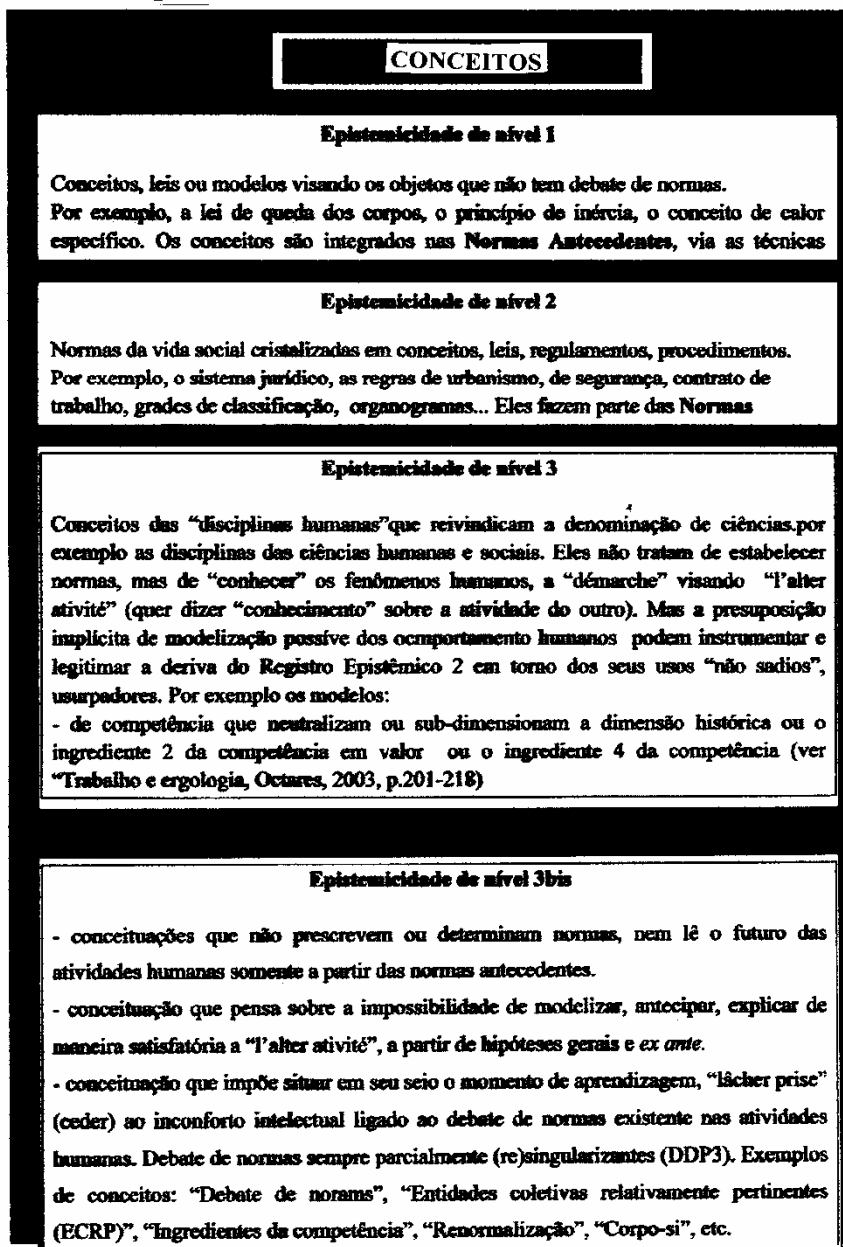 CONCEITOS
Epistemicidade de nível 1
Conceitos, leis ou modelos visando os objetos que não tem debate de normas.
Por exemplo, a lei de queda dos corpos, o princípio de inércia, o conceito de calor
específico. Os conceitos são integrados nas Normas Antecedentes, via as técnicas
Epistemicidade de nível 2
Normas da vida social cristalizadas em conceitos, leis, regulamentos, procedimentos.
Por exemplo, o sistema jurídico, as regras de urbanismo, de segurança, contrato de
trabalho, grades de classificação, organogramas... Eles fazem parte das Normas
Epistemicidade de nível 3
Conceitos das “disciplinas humanas”que reivindicam a denominação de ciências.por
exemplo as disciplinas das ciências humanas e sociais. Eles não tratam de estabelecer
normas, mas de “conhecer” os fenômenos humanos, a “démarche” visando “l’alter
ativité” (quer dizer “conhecimento” sobre a atividade do outro). Mas a presuposição
implícita de modelização possíve dos ocmportamento humanos podem instrumentar e
legitimar a deriva do Registro Epistêmico 2 em torno dos seus usos “não sadios”,
usurpadores. Por exemplo os modelos:
- de competência que neutralizam ou sub-dimensionam a dimensão histórica ou o
ingrediente 2 da competência em valor ou o ingrediente 4 da competência (ver
“Trabalho e ergologia, Octares, 2003, p.201-218)
Epistemicidade de nível 3bis
- conceituações que não prescrevem ou determinam normas, nem lê o futuro das
atividades humanas somente a partir das normas antecedentes.
- conceituação que pensa sobre a impossibilidade de modelizar, antecipar, explicar de
maneira satisfatória a “l’alter ativité”, a partir de hipóteses gerais e ex ante.
- conceituação que impõe situar em seu seio o momento de aprendizagem, “lâcher prise”
(ceder) ao inconforto intelectual ligado ao debate de normas existente nas atividades
humanas. Debate de normas sempre parcialmente (re)singularizantes (DDP3). Exemplos
de conceitos: “Debate de norams”, “Entidades coletivas relativamente pertinentes
(ECRP)”, “Ingredientes da competência”, “Renormalização”, “Corpo-si”, etc.